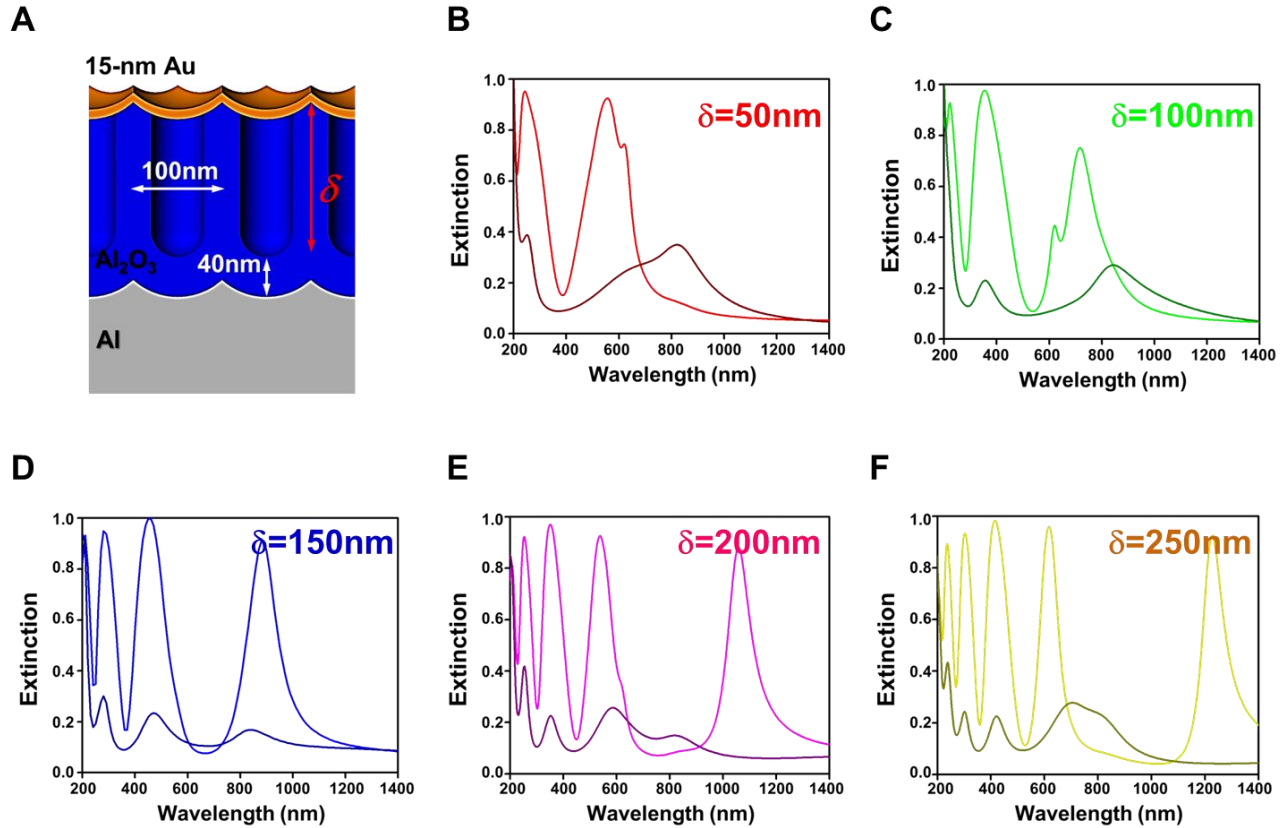 A
15-nm Au
100nm
δ
Al₂O₃
40nm
Al
B
δ=50nm
Extinction
1.0
0.8
0.6
0.4
0.2
0.0
200 400 600 800 1000 1200 1400
Wavelength (nm)
C
δ=100nm
Extinction
1.0
0.8
0.6
0.4
0.2
0.0
200 400 600 800 1000 1200 1400
Wavelength (nm)
D
δ=150nm
Extinction
1.0
0.8
0.6
0.4
0.2
0.0
200 400 600 800 1000 1200 1400
Wavelength (nm)
E
δ=200nm
Extinction
1.0
0.8
0.6
0.4
0.2
0.0
200 400 600 800 1000 1200 1400
Wavelength (nm)
F
δ=250nm
Extinction
1.0
0.8
0.6
0.4
0.2
0.0
200 400 600 800 1000 1200 1400
Wavelength (nm)